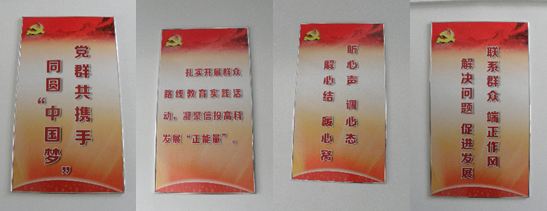 党群共携手
同圆“中国梦”
扎实开展群众
路线教育实践活
动，凝聚信投高科
发展“正能量”。
听心声 调心态
解心结 暖心窝
联系群众 端正作风
解决问题 促进发展